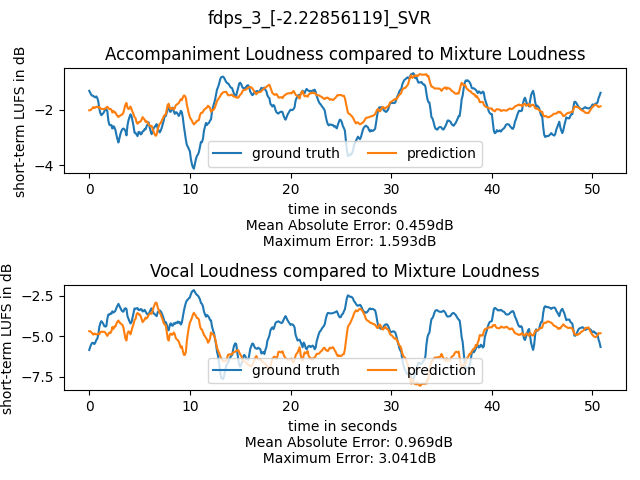 fdps_3_[-2.22856119]_SVR
Accompaniment Loudness compared to Mixture Loudness
short-term LUFS in dB
−2
−4
ground truth
prediction
0 10 20 30 40 50
time in seconds
Mean Absolute Error: 0.459dB
Maximum Error: 1.593dB
Vocal Loudness compared to Mixture Loudness
short-term LUFS in dB
−2.5
−5.0
−7.5
ground truth
prediction
0 10 20 30 40 50
time in seconds
Mean Absolute Error: 0.969dB
Maximum Error: 3.041dB